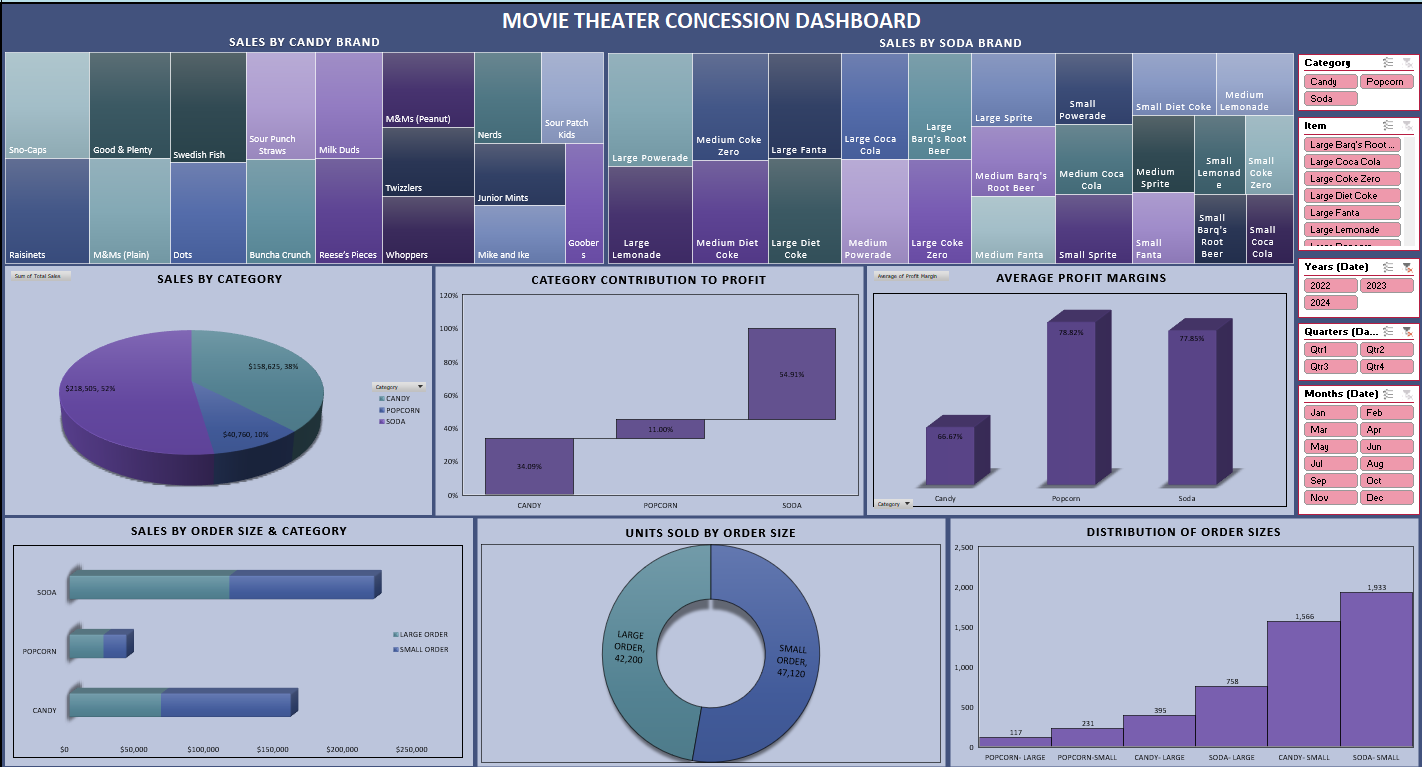 MOVIE THEATER CONCESSION DASHBOARD
SALES BY CANDY BRAND
Sno-Caps
Good & Plenty
Swedish Fish
Sour Punch
Straws
Milk Duds
M&Ms (Peanut)
Nerds
Sour Patch
Kids
Twizzlers
Junior Mints
Raisinets
M&Ms (Plain)
Dots
Buncha Crunch
Reese's Pieces
Whoppers
Mike and Ike
Goober
s
SALES BY SODA BRAND
Large Powerade
Medium Coke
Zero
Large Fanta
Large Coca
Cola
Large
Barq's Root
Beer
Large Sprite
Small
Powerade
Small Diet Coke
Medium
Lemonade
Medium Barq's
Root Beer
Medium Coca
Cola
Medium
Sprite
Small
Lemonad
e
Small
Coke
Zero
Large
Lemonade
Medium Diet
Coke
Large Diet
Coke
Medium
Powerade
Large Coke
Zero
Medium Fanta
Small Sprite
Small
Fanta
Small
Barq's
Root
Beer
Small
Coca
Cola
Category
Candy
Popcorn
Soda
Item
Large Barq's Root ...
Large Coca Cola
Large Coke Zero
Large Diet Coke
Large Fanta
Large Lemonade
Years (Date)
2022
2023
2024
Quarters (Da...
Qtr1
Qtr2
Qtr3
Qtr4
Months (Date)
Jan
Feb
Mar
Apr
May
Jun
Jul
Aug
Sep
Oct
Nov
Dec
Sum of Total Sales
SALES BY CATEGORY
$158,625, 38%
$218,505, 52%
$40,760, 10%
Category
CANDY
POPCORN
SODA
CATEGORY CONTRIBUTION TO PROFIT
120%
100%
80%
60%
40%
20%
0%
34.09%
11.00%
54.91%
CANDY
POPCORN
SODA
Average of Profit Margin
AVERAGE PROFIT MARGINS
66.67%
78.82%
77.85%
Candy
Popcorn
Soda
Category
SALES BY ORDER SIZE & CATEGORY
SODA
POPCORN
CANDY
$0
$50,000
$100,000
$150,000
$200,000
$250,000
LARGE ORDER
SMALL ORDER
UNITS SOLD BY ORDER SIZE
LARGE
ORDER,
42,200
SMALL
ORDER,
47,120
DISTRIBUTION OF ORDER SIZES
2,500
2,000
1,500
1,000
500
0
117
231
395
758
1,566
1,933
POPCORN- LARGE
POPCORN-SMALL
CANDY- LARGE
SODA- LARGE
CANDY- SMALL
SODA- SMALL